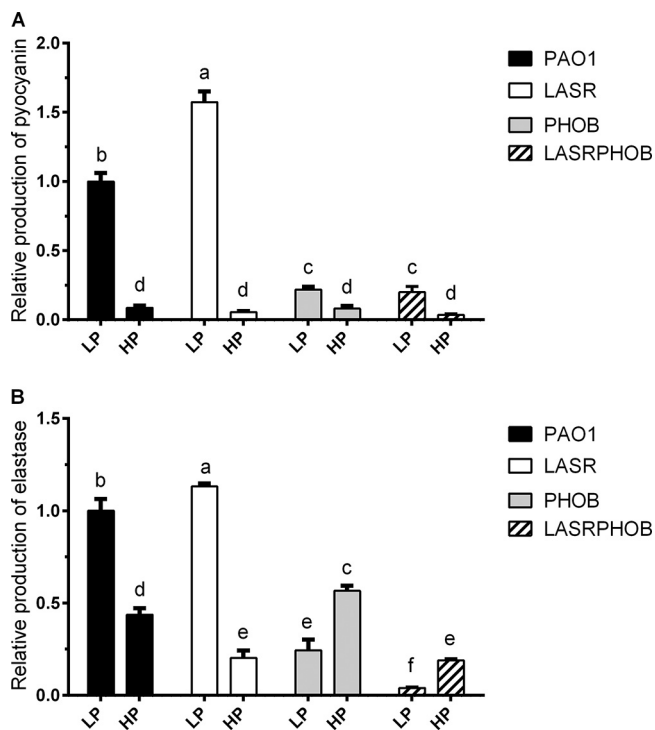 A
Relative production of pyocyanin
2.0
1.5
1.0
0.5
0.0
b
d
a
d
c
d
c
d
LP
HP
LP
HP
LP
HP
LP
HP
PAO1
LASR
PHOB
LASRPHOB
B
Relative production of elastase
1.5
1.0
0.5
0.0
b
d
a
e
e
c
f
e
LP
HP
LP
HP
LP
HP
LP
HP
PAO1
LASR
PHOB
LASRPHOB